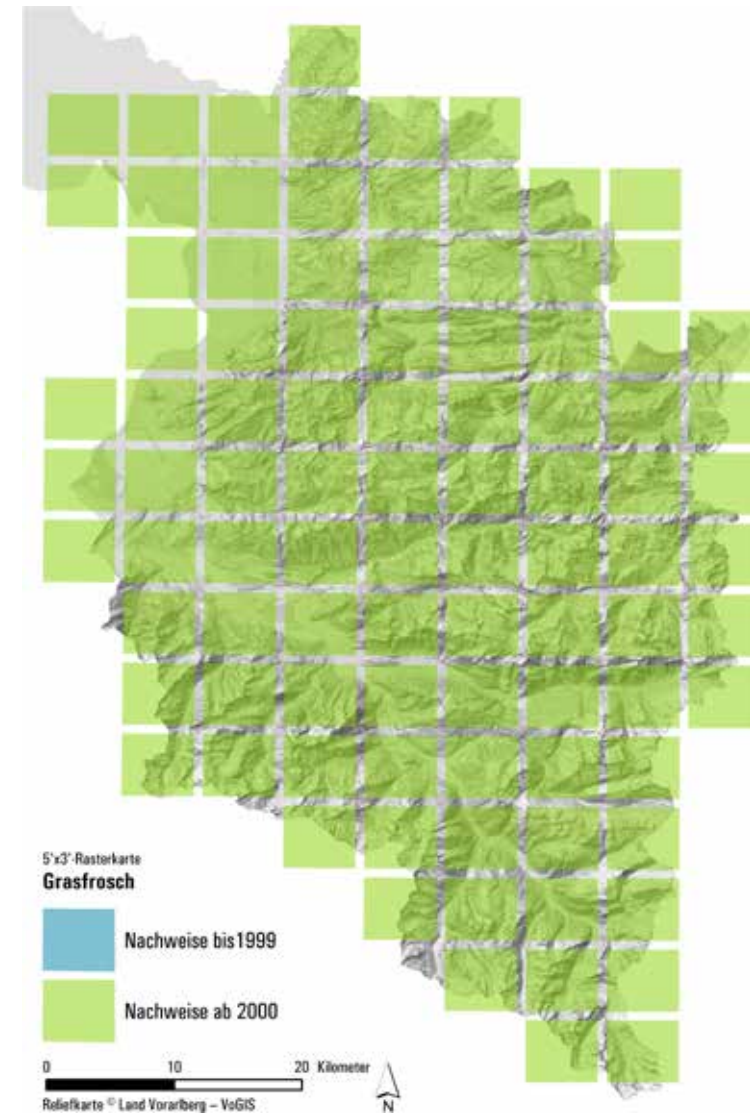 5'x3'-Rasterkarte
Grasfrosch
Nachweise bis1999
Nachweise ab 2000
0 10 20 Kilometer
N
Reliefkarte © Land Vorarlberg – VoGIS